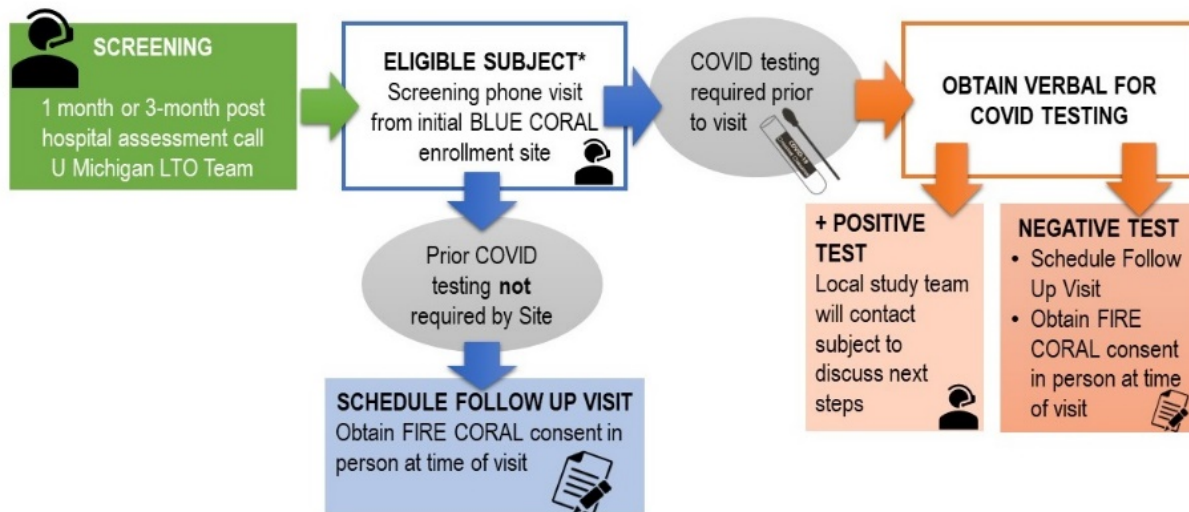 SCREENING
1 month or 3-month post
hospital assessment call
U Michigan LTO Team
ELIGIBLE SUBJECT*
Screening phone visit
from initial BLUE CORAL
enrollment site
COVID testing
required prior
to visit
COVID-19
OBTAIN VERBAL FOR
COVID TESTING
Prior COVID
testing not
required by Site
SCHEDULE FOLLOW UP VISIT
Obtain FIRE CORAL consent in
person at time of visit
+ POSITIVE
TEST
Local study team
will contact
subject to
discuss next
steps
NEGATIVE TEST
• Schedule Follow
Up Visit
• Obtain FIRE
CORAL consent
in person at time
of visit